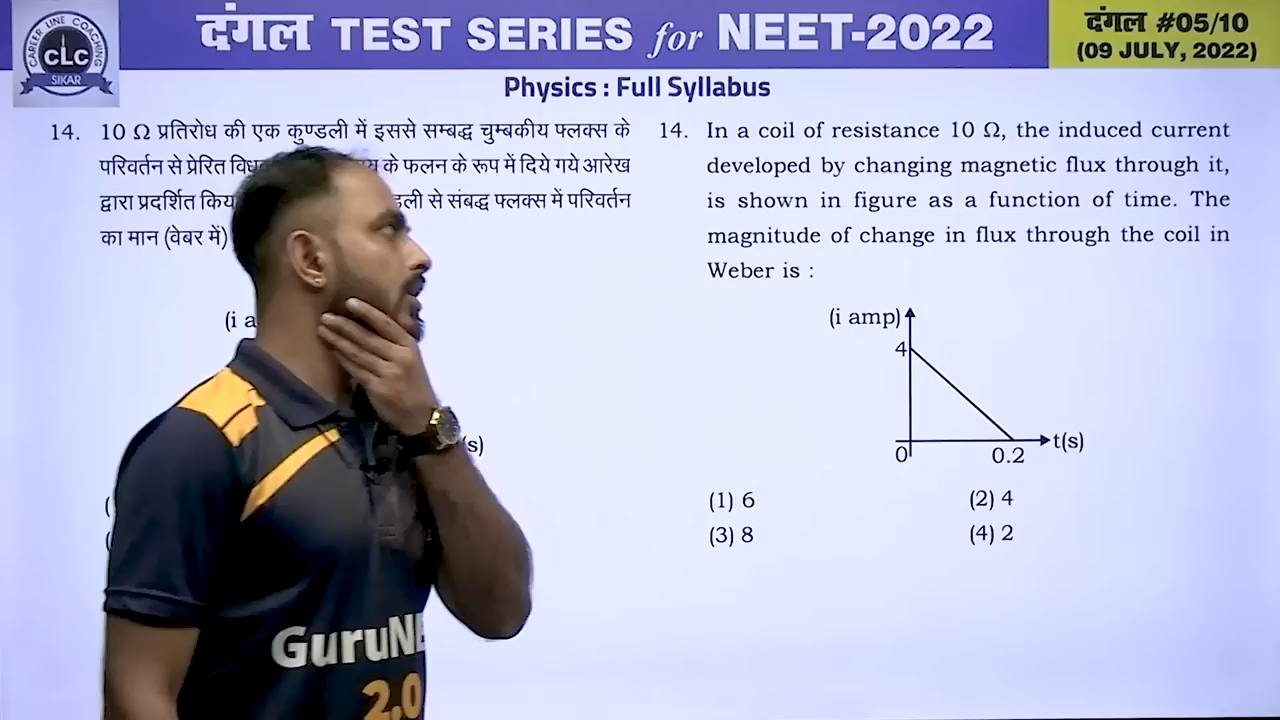 CAREER LINE COACHING
CLC
SIKAR
दंगल TEST SERIES for NEET-2022
दंगल #05/10
(09 JULY, 2022)
Physics : Full Syllabus
14. 10 Ω प्रतिरोध की एक कुण्डली में इससे सम्बद्ध चुम्बकीय फ्लक्स के
परिवर्तन से प्रेरित के फलन के रूप में दिये गये आरेख
द्वारा प्रदर्शित से संबद्ध फ्लक्स में परिवर्तन
का मान (वेबर में)
(i a
(s)
14. In a coil of resistance 10 Ω, the induced current
developed by changing magnetic flux through it,
is shown in figure as a function of time. The
magnitude of change in flux through the coil in
Weber is :
(i amp)
4
0
0.2
t(s)
(1) 6
(2) 4
(3) 8
(4) 2
2.0